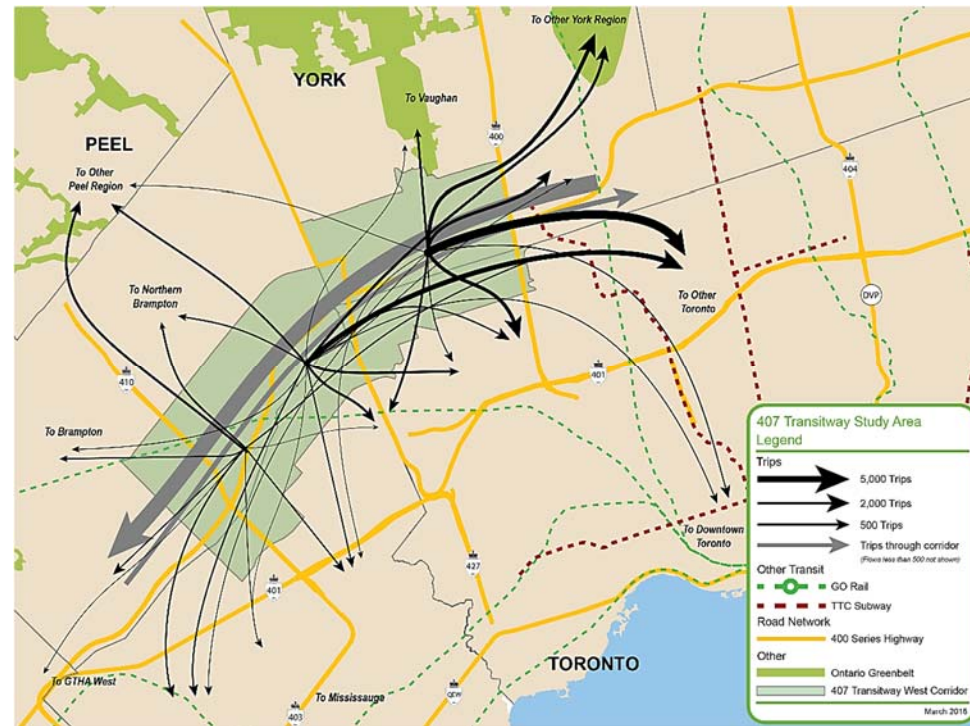 To Other York Region
YORK
To Vaughan
400
PEEL
To Other
Peel Region
404
To Northern
Brampton
To Other
Toronto
DVP
410
401
To Brampton
To Downtown
Toronto
427
401
To GTHA West
To Mississauga
TORONTO
403
QEW
407 Transitway Study Area
Legend
Trips
5,000 Trips
2,000 Trips
500 Trips
Trips through corridor
(Flows less than 500 not shown)
Other Transit
GO Rail
TTC Subway
Road Network
400 Series Highway
Other
Ontario Greenbelt
407 Transitway West Corridor
March 2016